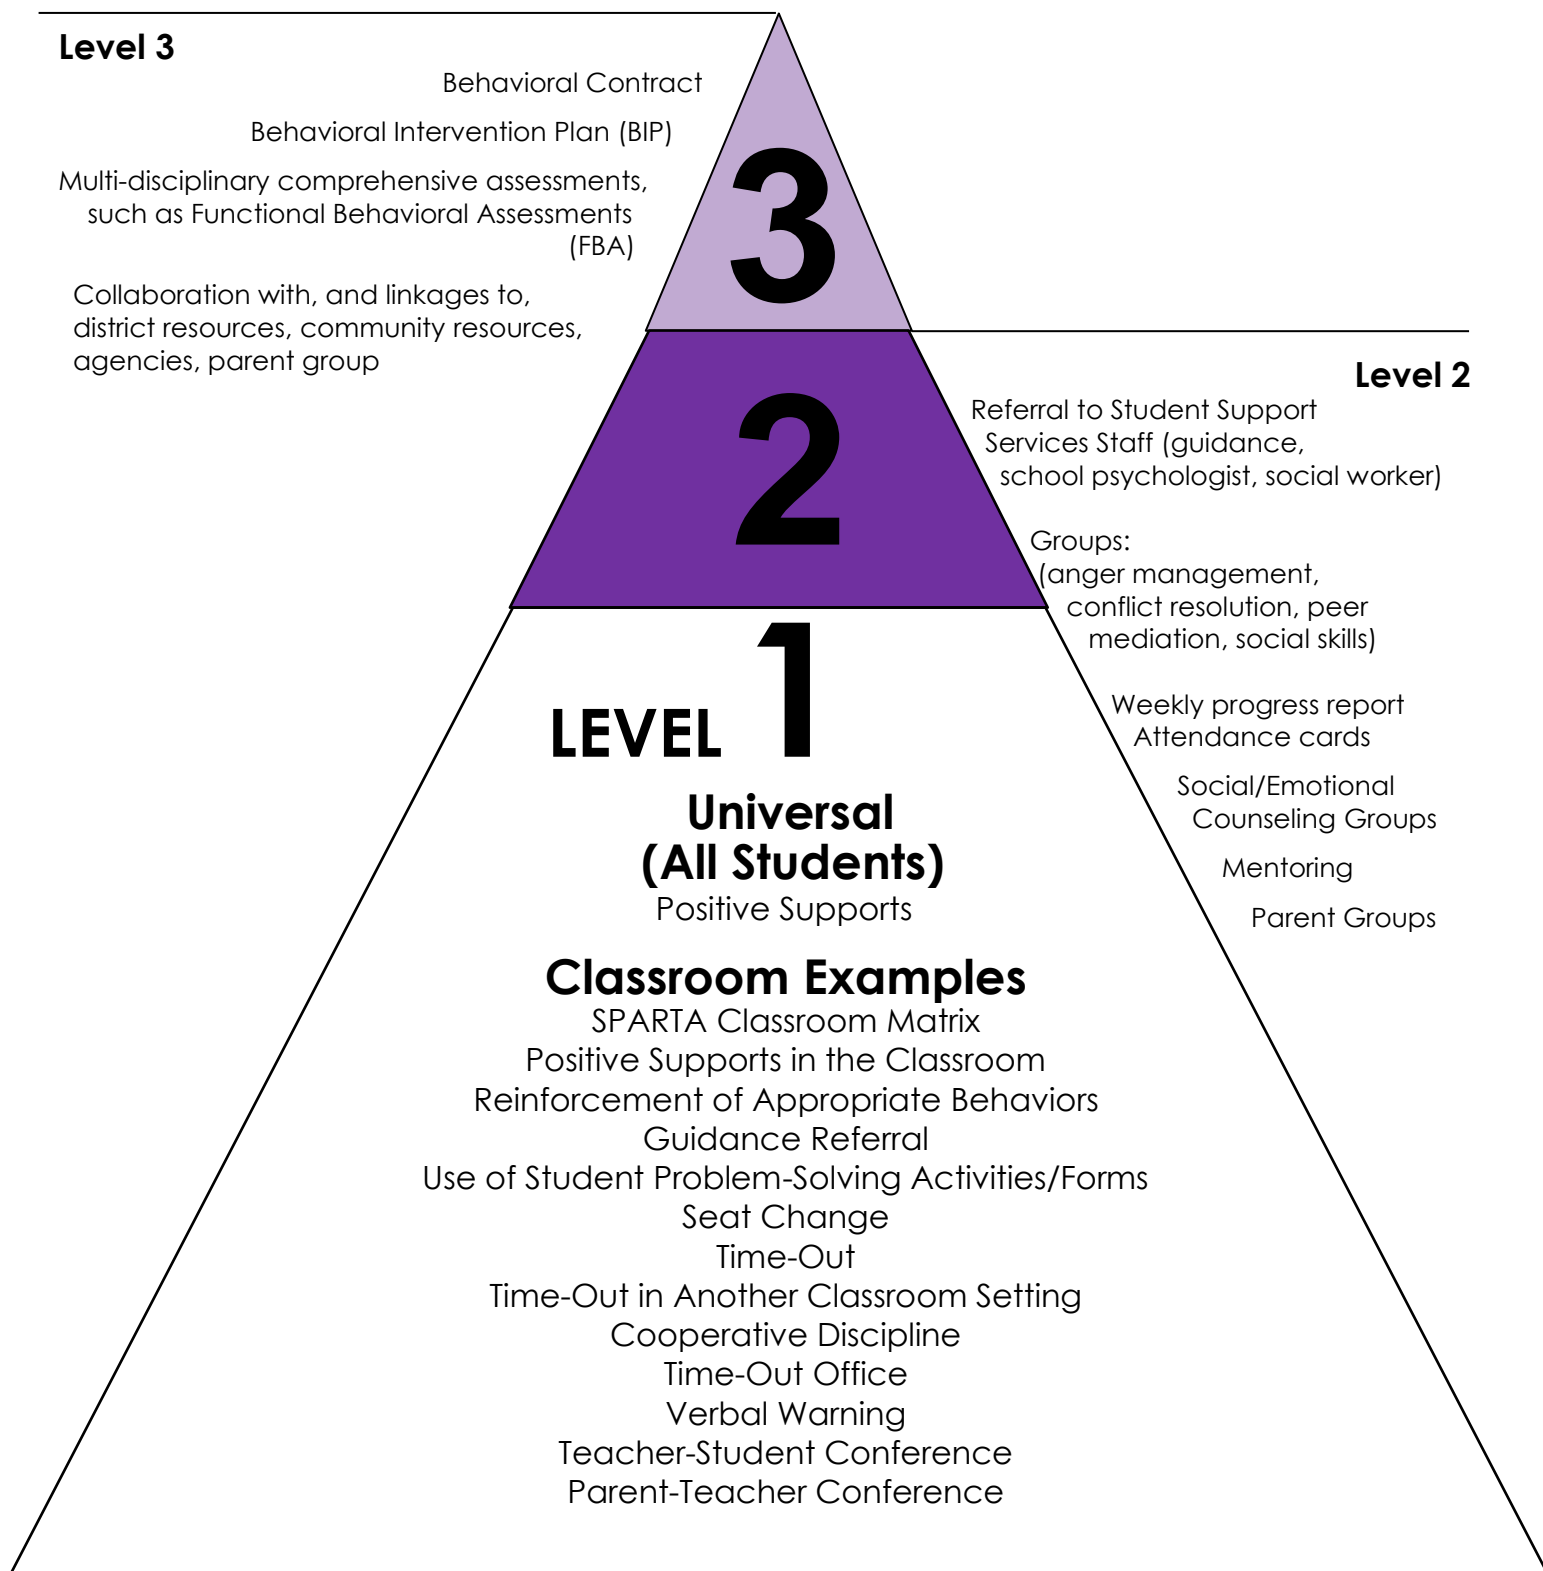 Level 3
Behavioral Contract
Behavioral Intervention Plan (BIP)
Multi-disciplinary comprehensive assessments,
such as Functional Behavioral Assessments
(FBA)
Collaboration with, and linkages to,
district resources, community resources,
agencies, parent group
3
2
Level 2
Referral to Student Support
Services Staff (guidance,
school psychologist, social worker)
Groups:
(anger management,
conflict resolution, peer
mediation, social skills)
Weekly progress report
Attendance cards
Social/Emotional
Counseling Groups
Mentoring
Parent Groups
LEVEL 1
Universal
(All Students)
Positive Supports
Classroom Examples
SPARTA Classroom Matrix
Positive Supports in the Classroom
Reinforcement of Appropriate Behaviors
Guidance Referral
Use of Student Problem-Solving Activities/Forms
Seat Change
Time-Out
Time-Out in Another Classroom Setting
Cooperative Discipline
Time-Out Office
Verbal Warning
Teacher-Student Conference
Parent-Teacher Conference